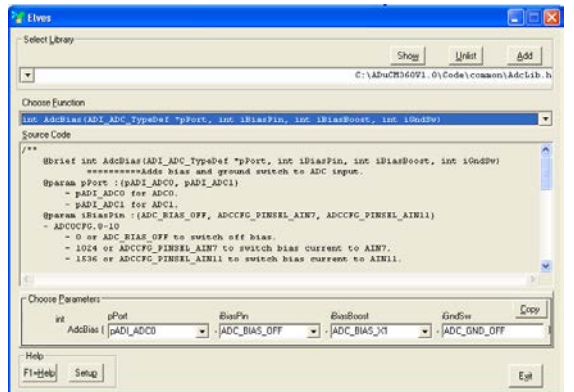 Elves
Select Library
Show Unlist Add
C:\ADuCM360V1.0\Code\common\AdcLib.h
Choose Function
int AdcBias(ADI_ADC_TypeDef *pPort, int iBiasPin, int iBiasBoost, int iGndSw)
Source Code
/**
@brief int AdcBias(ADI_ADC_TypeDef *pPort, int iBiasPin, int iBiasBoost, int iGndSw)
==========Adds bias and ground switch to ADC input.
@param pPort :{pADI_ADC0, pADI_ADC1}
- pADI_ADC0 for ADC0.
- pADI_ADC1 for ADC1.
@param iBiasPin :{ADC_BIAS_OFF, ADCCFG_PINSEL_AIN7, ADCCFG_PINSEL_AIN11}
- ADC0CFG.8-10
- 0 or ADC_BIAS_OFF to switch off bias.
- 1024 or ADCCFG_PINSEL_AIN7 to switch bias current to AIN7.
- 1536 or ADCCFG_PINSEL_AIN11 to switch bias current to AIN11.
Choose Parameters
Copy
int pPort iBiasPin iBiasBoost iGndSw
AdcBias ( pADI_ADC0 , ADC_BIAS_OFF , ADC_BIAS_X1 , ADC_GND_OFF )
Help
F1=Help Setup
Exit